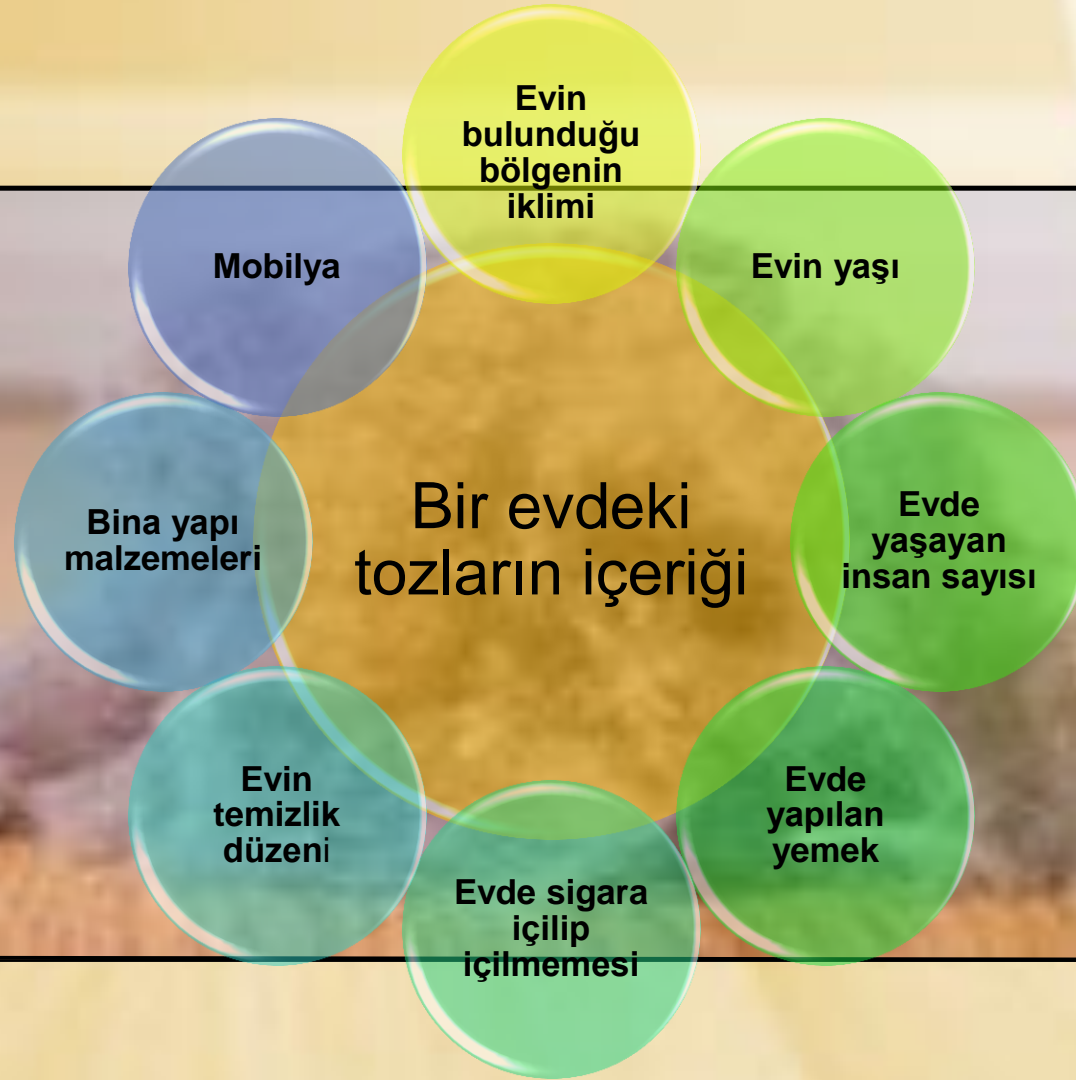 Evin
bulunduğu
bölgenin
iklimi
Evin yaşı
Evde
yaşayan
insan sayısı
Evde
yapılan
yemek
Evde sigara
içilip
içilmemesi
Evin
temizlik
düzeni
Bina yapı
malzemeleri
Mobilya
Bir evdeki
tozların içeriği